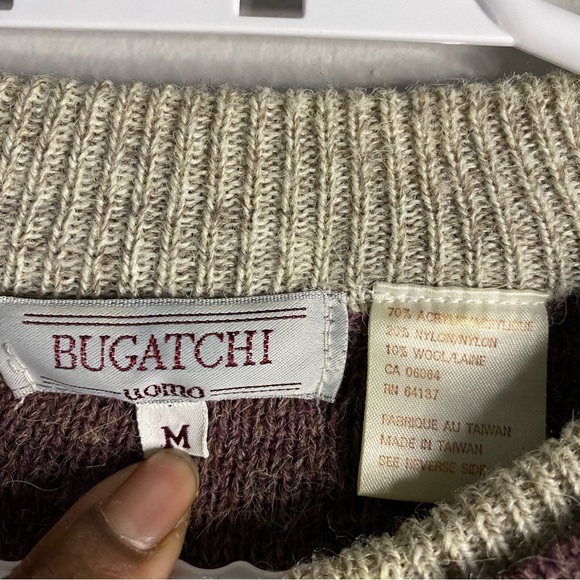 BUGATCHI
uomo
M
70% ACRYLIC/ACRYLIQUE
20% NYLON/NYLON
10% WOOL/LAINE
CA 06084
RN 64137
FABRIQUE AU TAIWAN
MADE IN TAIWAN
SEE REVERSE SIDE